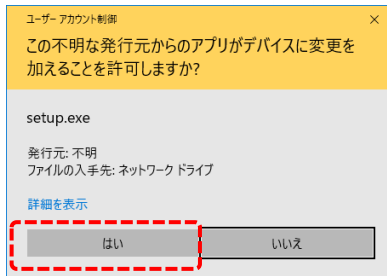 ユーザー アカウント制御
この不明な発行元からのアプリがデバイスに変更を
加えることを許可しますか?
setup.exe
発行元: 不明
ファイルの入手先: ネットワーク ドライブ
詳細を表示
はい
いいえ